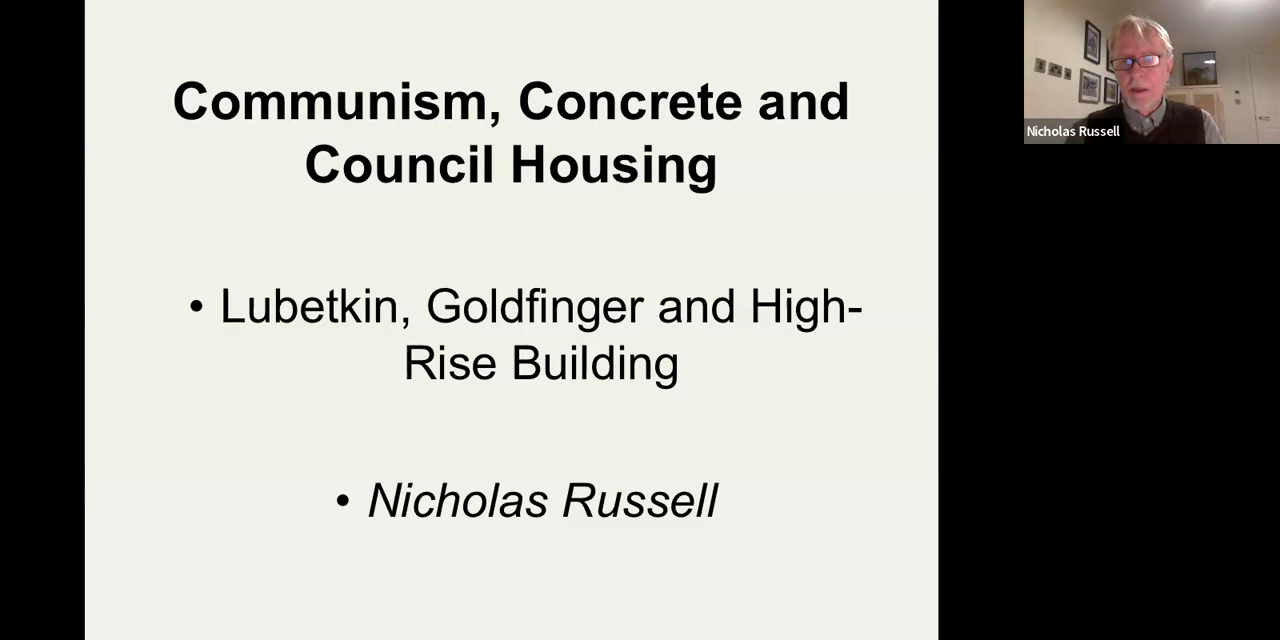 Communism, Concrete and
Council Housing
• Lubetkin, Goldfinger and High-
Rise Building
• Nicholas Russell
Nicholas Russell